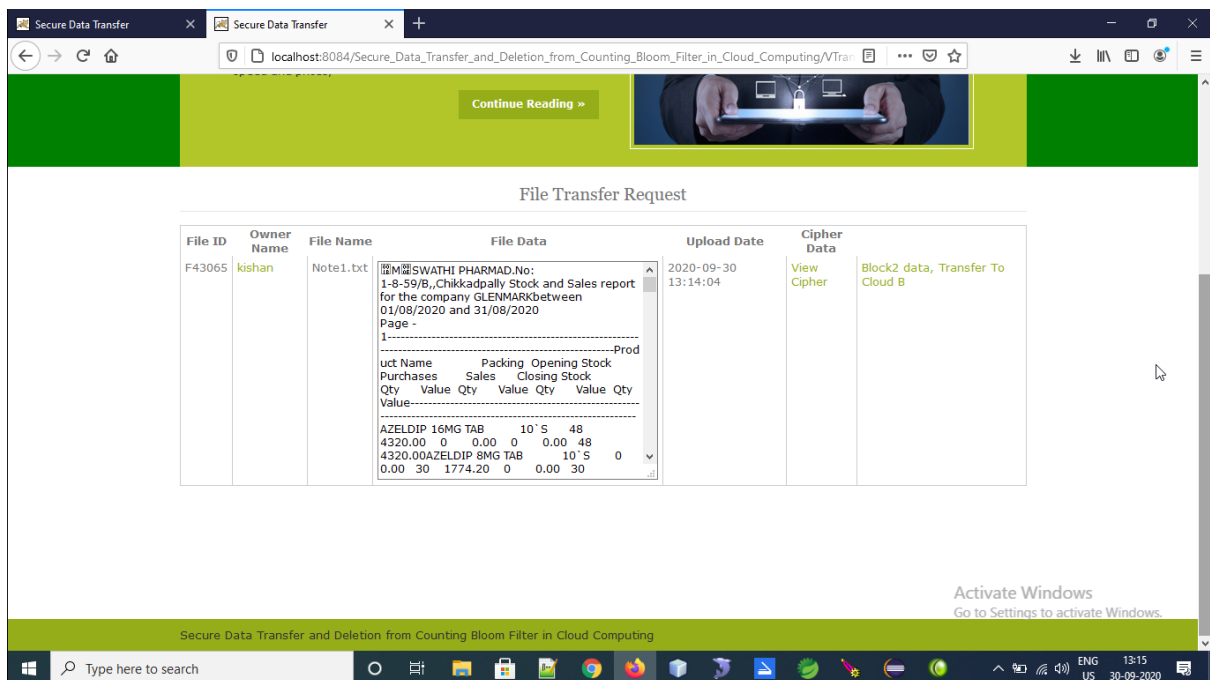 Secure Data Transfer
Secure Data Transfer
localhost:8084/Secure_Data_Transfer_and_Deletion_from_Counting_Bloom_Filter_in_Cloud_Computing/VTran
Continue Reading »
File Transfer Request
File ID Owner Name File Name File Data Upload Date Cipher Data
F43065 kishan Note1.txt
M SWATHI PHARMAD.No:
1-8-59/B,,Chikkadpally Stock and Sales report
for the company GLENMARKbetween
01/08/2020 and 31/08/2020
Page -
1----------------------------------------------------------
------------------------------------------------------Prod
uct Name Packing Opening Stock
Purchases Sales Closing Stock
Qty Value Qty Value Qty Value Qty
Value-----------------------------------------------------
-----------------------------------------------------------
AZELDIP 16MG TAB 10`S 48
4320.00 0 0.00 0 0.00 48
4320.00AZELDIP 8MG TAB 10`S 0
0.00 30 1774.20 0 0.00 30
2020-09-30
13:14:04
View
Cipher
Block2 data, Transfer To
Cloud B
Activate Windows
Go to Settings to activate Windows.
Secure Data Transfer and Deletion from Counting Bloom Filter in Cloud Computing
Type here to search
ENG
US
13:15
30-09-2020